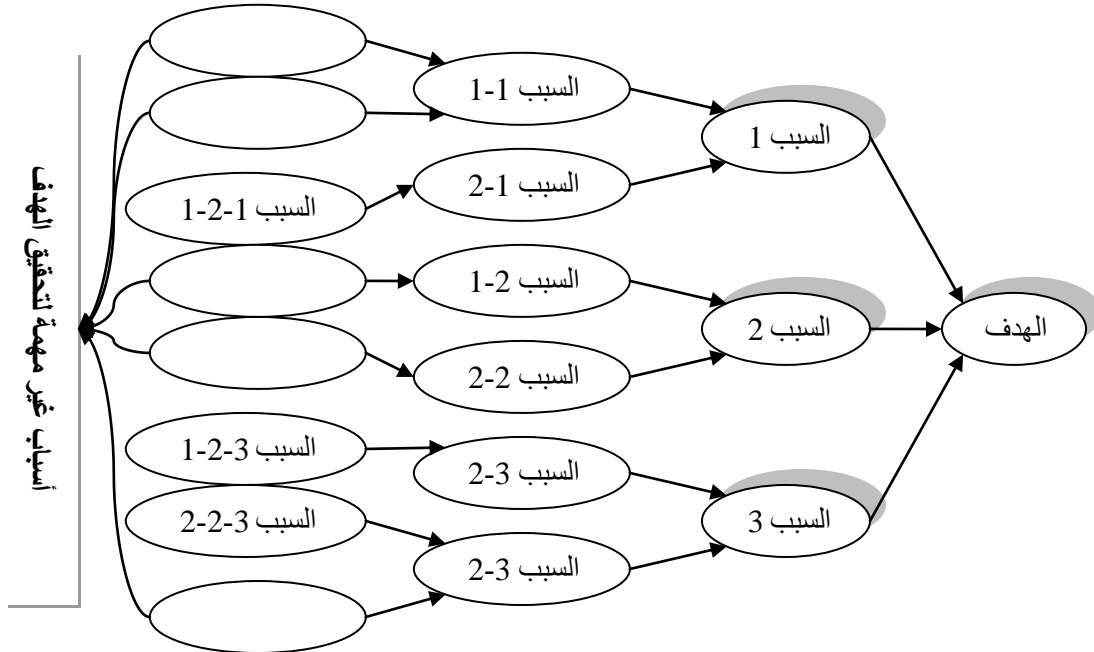 الهدف
السبب 1
السبب 2
السبب 3
السبب 1-1
السبب 1-2
السبب 2-1
السبب 2-2
السبب 3-2
السبب 3-2
السبب 1-2-1
السبب 3-2-1
السبب 3-2-2
أسباب غير مهمة لتحقيق الهدف